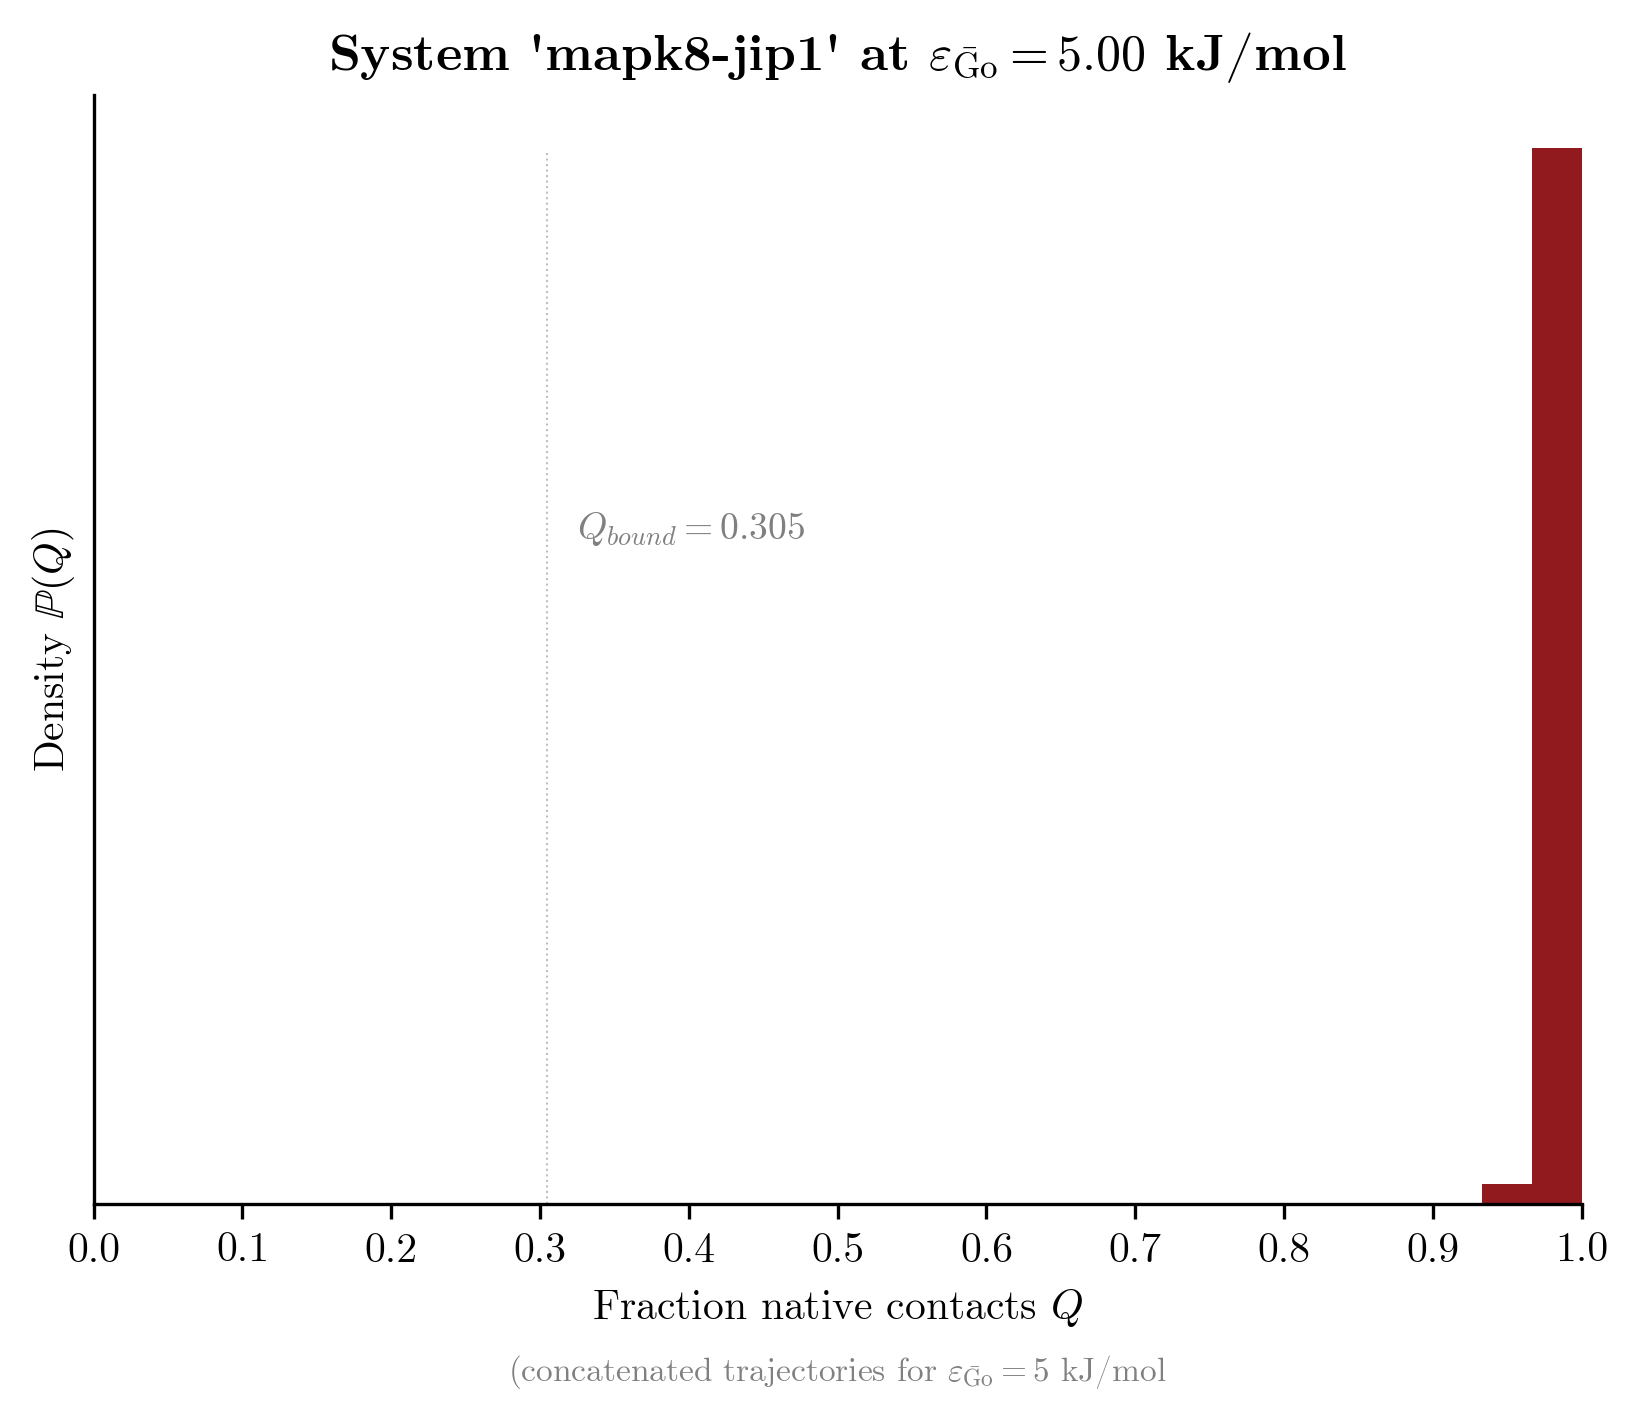 System 'mapk8-jip1' at ε_Ḡo = 5.00 kJ/mol
Q_bound = 0.305
Density ℙ(Q)
0.0 0.1 0.2 0.3 0.4 0.5 0.6 0.7 0.8 0.9 1.0
Fraction native contacts Q
(concatenated trajectories for ε_Ḡo = 5 kJ/mol